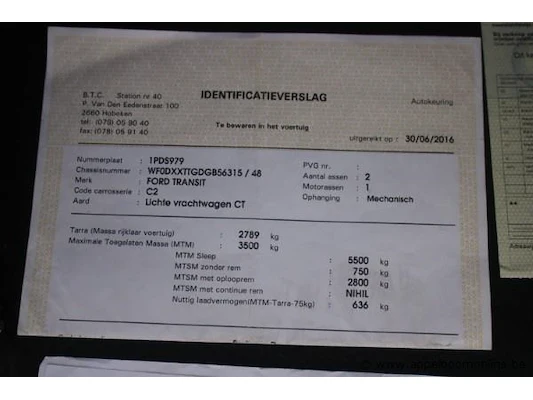 B.T.C. Station nr 40
P. Van Den Eedenstraat 100
2660 Hoboken
tel: (078) 05 90 40
fax: (078) 05 91 40
IDENTIFICATIEVERSLAG
Autokeuring
Te bewaren in het voertuig
uitgereikt op : 30/06/2016
Nummerplaat : 1PDS979
Chassisnummer : WF0DXXTTGDGB56315 / 48
Merk : FORD TRANSIT
Code carrosserie : C2
Aard : Lichte vrachtwagen CT
PVG nr. :
Aantal assen : 2
Motorassen : 1
Ophanging : Mechanisch
Tarra (Massa rijklaar voertuig) : 2789 kg
Maximale Toegelaten Massa (MTM) : 3500 kg
MTM Sleep : 5500 kg
MTSM zonder rem : 750 kg
MTSM met oplooprem : 2800 kg
MTSM met continue rem : NIHIL
Nuttig laadvermogen(MTM-Tarra-75kg) : 636 kg